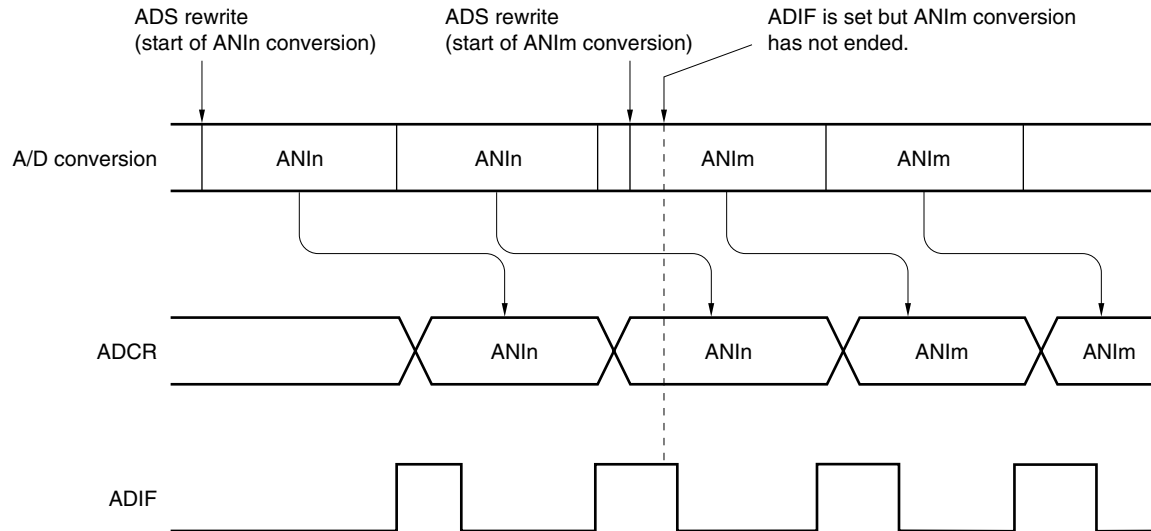 ADS rewrite
(start of ANIn conversion)
ADS rewrite
(start of ANIm conversion)
ADIF is set but ANIm conversion
has not ended.
A/D conversion
ANIn
ANIn
ANIm
ANIm
ADCR
ANIn
ANIn
ANIm
ANIm
ADIF